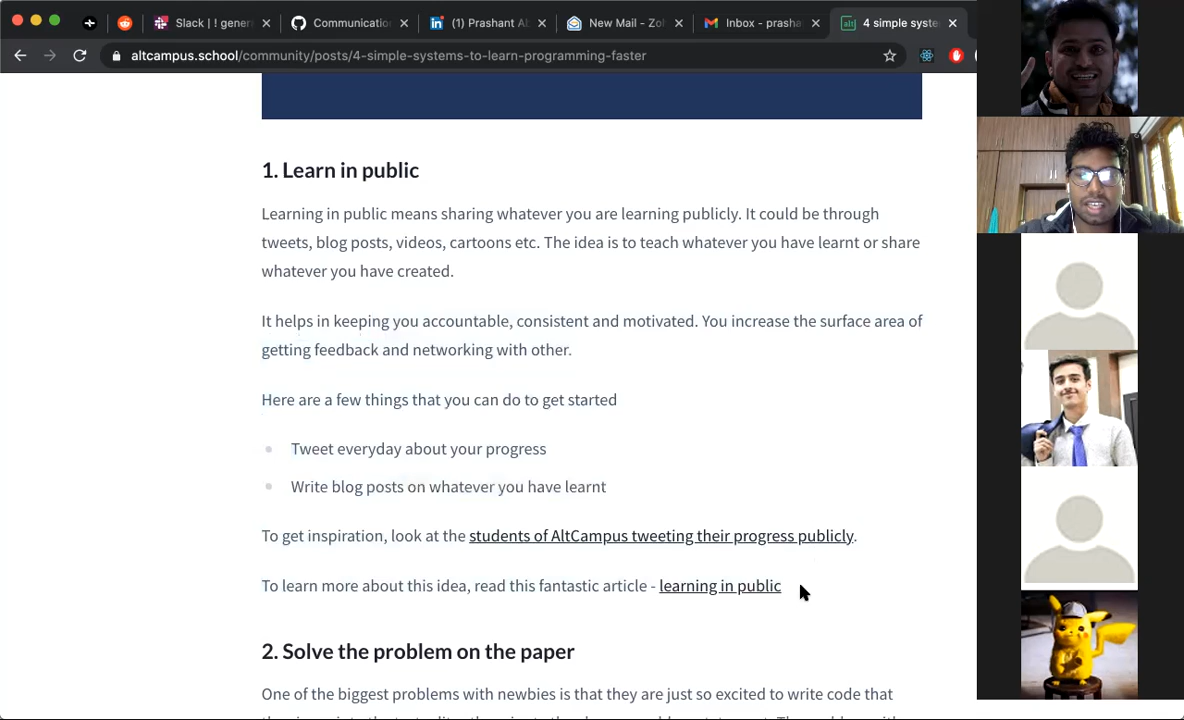 Slack | ! gener
Communicatio
(1) Prashant Ab
New Mail - Zoh
Inbox - prasha
4 simple syste
altcampus.school/community/posts/4-simple-systems-to-learn-programming-faster
1. Learn in public
Learning in public means sharing whatever you are learning publicly. It could be through
tweets, blog posts, videos, cartoons etc. The idea is to teach whatever you have learnt or share
whatever you have created.
It helps in keeping you accountable, consistent and motivated. You increase the surface area of
getting feedback and networking with other.
Here are a few things that you can do to get started
Tweet everyday about your progress
Write blog posts on whatever you have learnt
To get inspiration, look at the students of AltCampus tweeting their progress publicly.
To learn more about this idea, read this fantastic article - learning in public
2. Solve the problem on the paper
One of the biggest problems with newbies is that they are just so excited to write code that